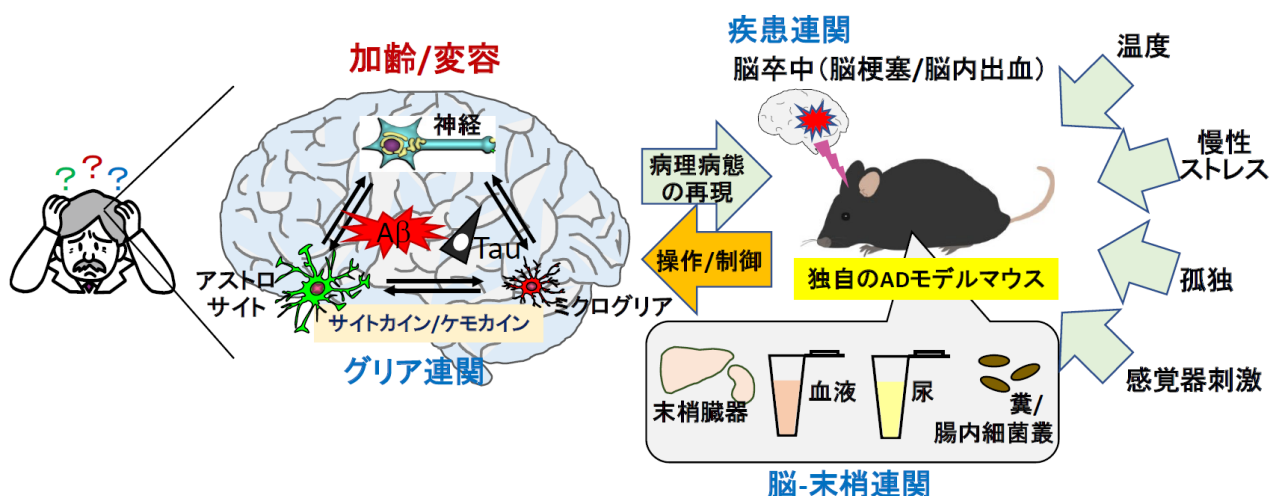 加齢/変容
神経
? ? ?
Aβ
Tau
アストロ
サイト
ミクログリア
サイトカイン/ケモカイン
グリア連関
病理病態
の再現
操作/制御
疾患連関
脳卒中（脳梗塞/脳内出血）
独自のADモデルマウス
温度
慢性
ストレス
孤独
感覚器刺激
末梢臓器
血液
尿
糞/
腸内細菌叢
脳-末梢連関